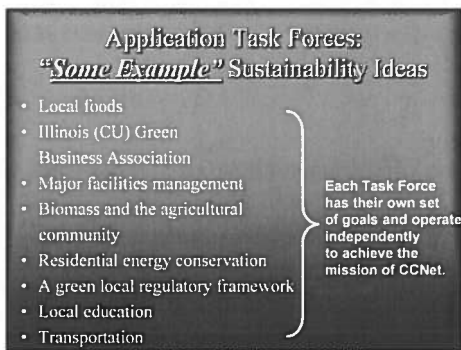 Application Task Forces:
"Some Example" Sustainability Ideas
• Local foods
• Illinois (CU) Green
Business Association
• Major facilities management
• Biomass and the agricultural
community
• Residential energy conservation
• A green local regulatory framework
• Local education
• Transportation
Each Task Force
has their own set
of goals and operate
independently
to achieve the
mission of CCNet.